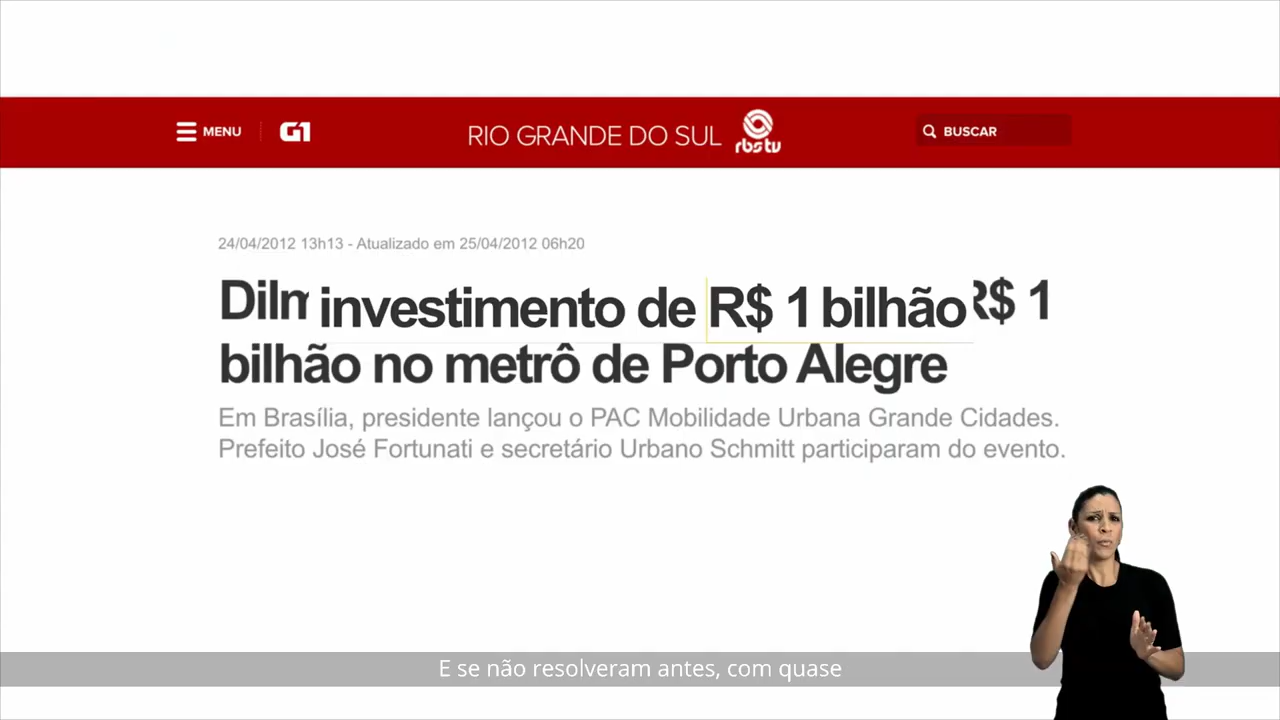 MENU G1 RIO GRANDE DO SUL rbs tv BUSCAR
24/04/2012 13h13 - Atualizado em 25/04/2012 06h20
investimento de R$ 1 bilhão R$ 1
bilhão no metrô de Porto Alegre
Em Brasília, presidente lançou o PAC Mobilidade Urbana Grande Cidades.
Prefeito José Fortunati e secretário Urbano Schmitt participaram do evento.
E se não resolveram antes, com quase